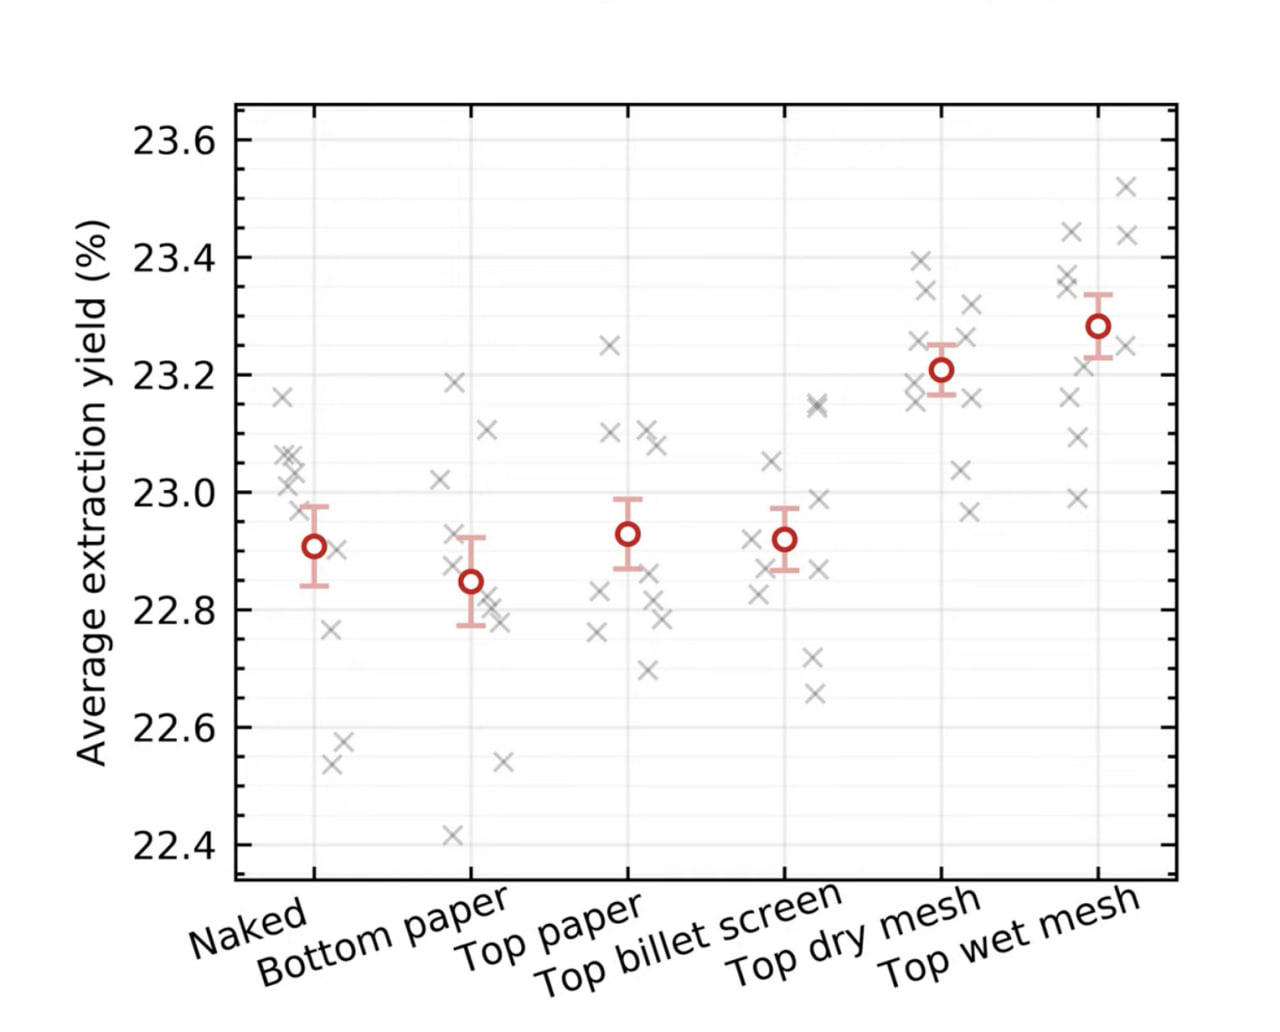 Average extraction yield (%)
23.6
23.4
23.2
23.0
22.8
22.6
22.4
Naked
Bottom paper
Top paper
Top billet screen
Top dry mesh
Top wet mesh